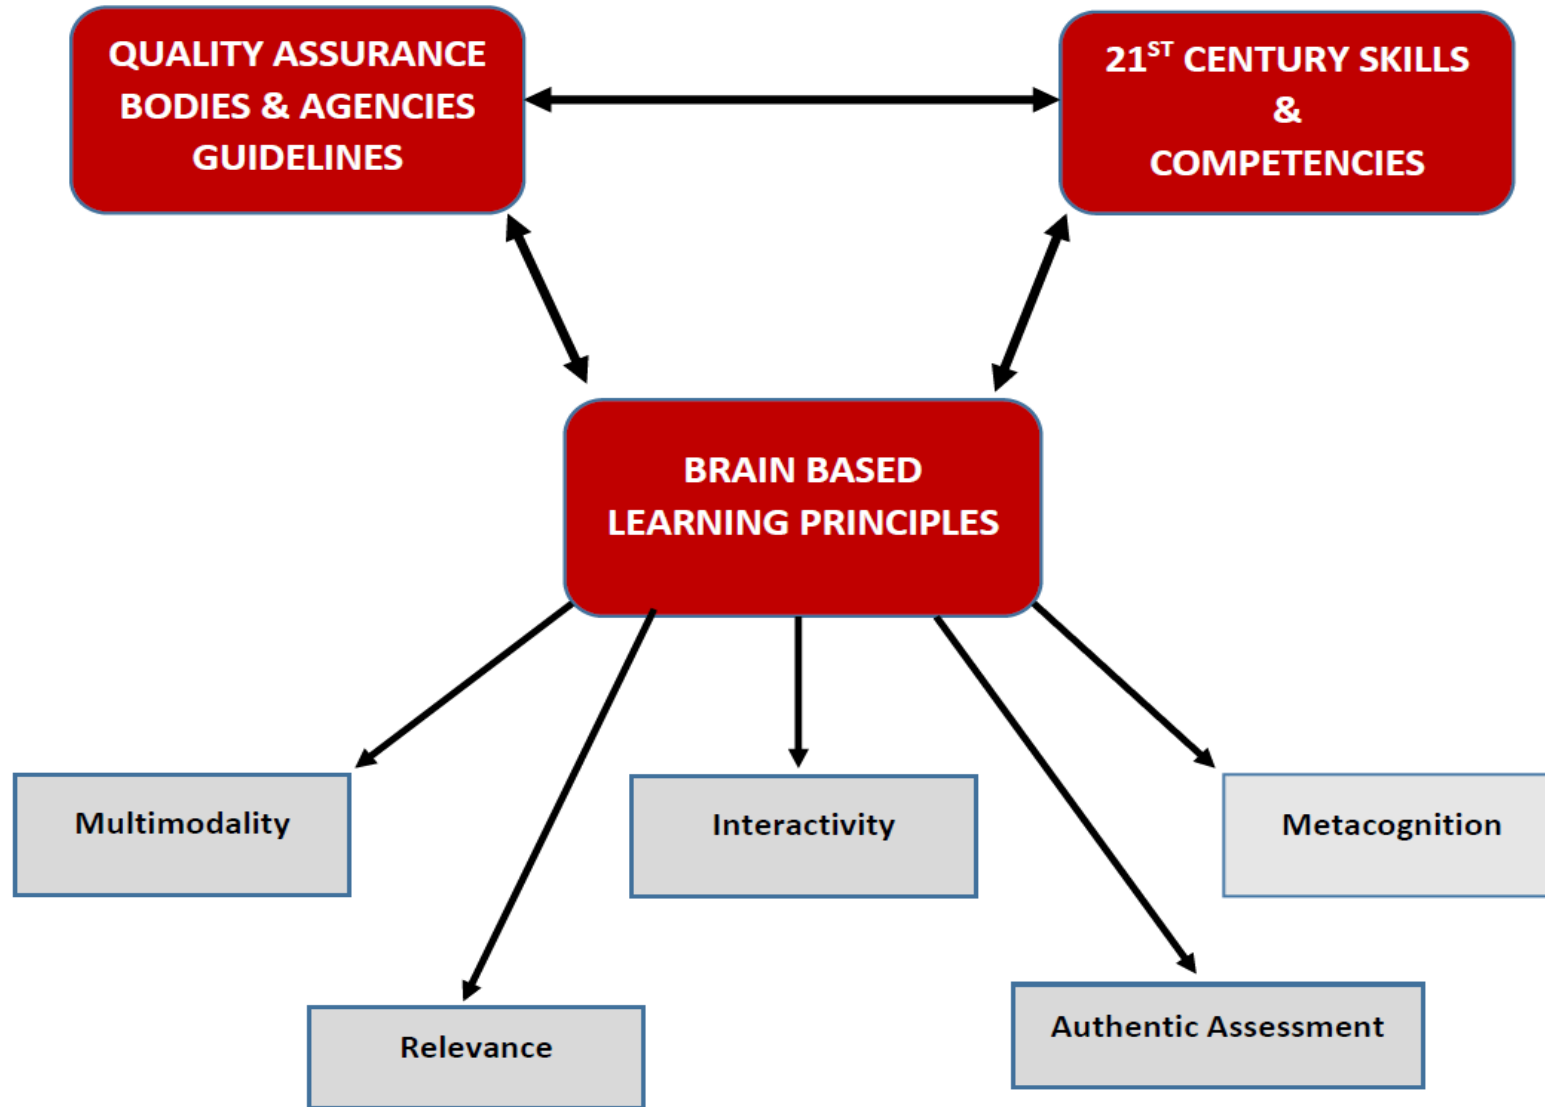 QUALITY ASSURANCE
BODIES & AGENCIES
GUIDELINES
21ST CENTURY SKILLS
&
COMPETENCIES
BRAIN BASED
LEARNING PRINCIPLES
Multimodality
Interactivity
Metacognition
Relevance
Authentic Assessment